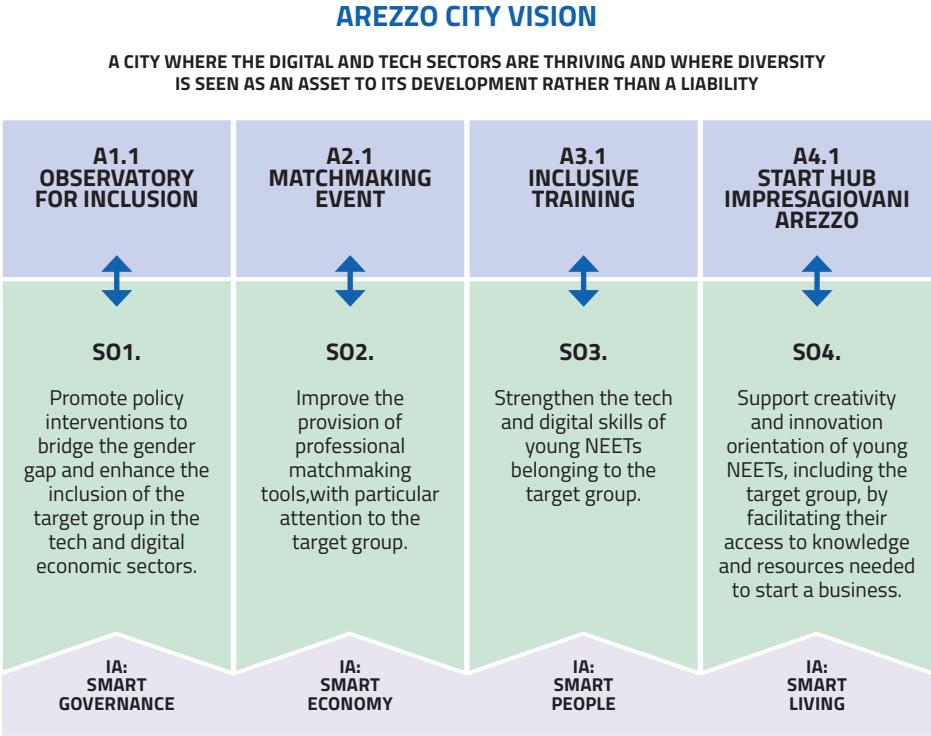 AREZZO CITY VISION
A CITY WHERE THE DIGITAL AND TECH SECTORS ARE THRIVING AND WHERE DIVERSITY
IS SEEN AS AN ASSET TO ITS DEVELOPMENT RATHER THAN A LIABILITY
A1.1
OBSERVATORY
FOR INCLUSION
A2.1
MATCHMAKING
EVENT
A3.1
INCLUSIVE
TRAINING
A4.1
START HUB
IMPRESAGIOVANI
AREZZO
SO1.
Promote policy
interventions to
bridge the gender
gap and enhance the
inclusion of the
target group in the
tech and digital
economic sectors.
SO2.
Improve the
provision of
professional
matchmaking
tools,with particular
attention to the
target group.
SO3.
Strengthen the tech
and digital skills of
young NEETs
belonging to the
target group.
SO4.
Support creativity
and innovation
orientation of young
NEETs, including the
target group, by
facilitating their
access to knowledge
and resources needed
to start a business.
IA:
SMART
GOVERNANCE
IA:
SMART
ECONOMY
IA:
SMART
PEOPLE
IA:
SMART
LIVING